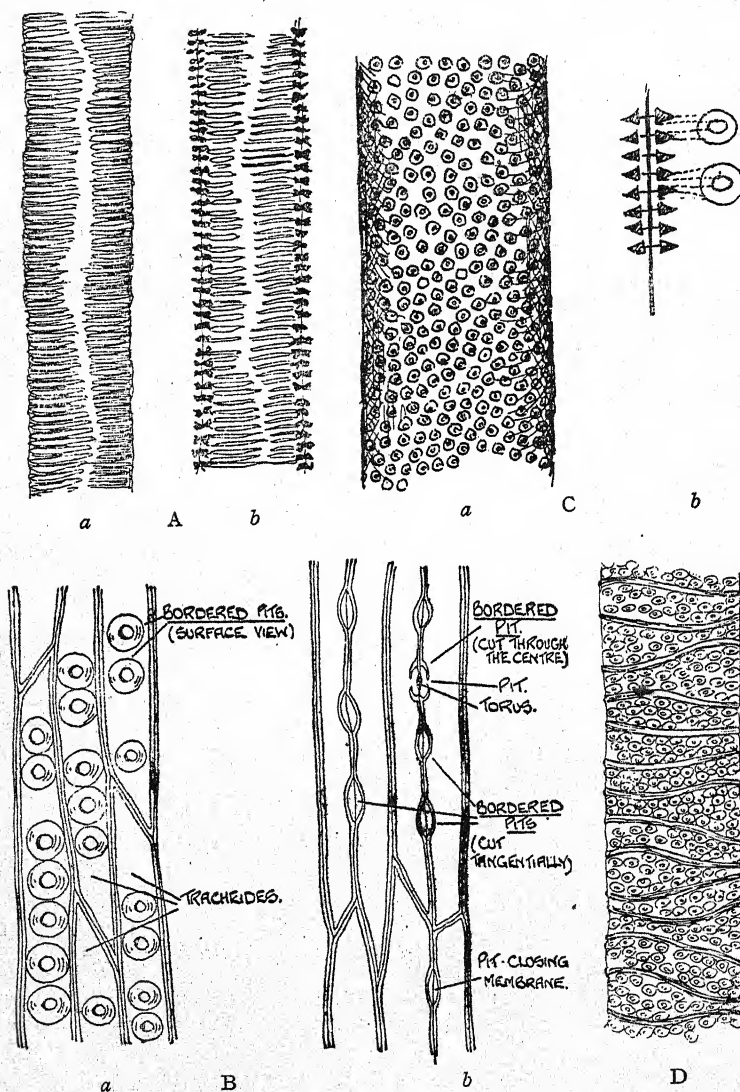 a A b
a C b
BORDERED PITS.
(SURFACE VIEW)
TRACHEIDES.
BORDERED
PIT.
(CUT THROUGH
THE CENTRE)
PIT.
TORUS.
BORDERED
PITS
(CUT
TANGENTIALLY)
PIT-CLOSING
MEMBRANE.
a B b
D